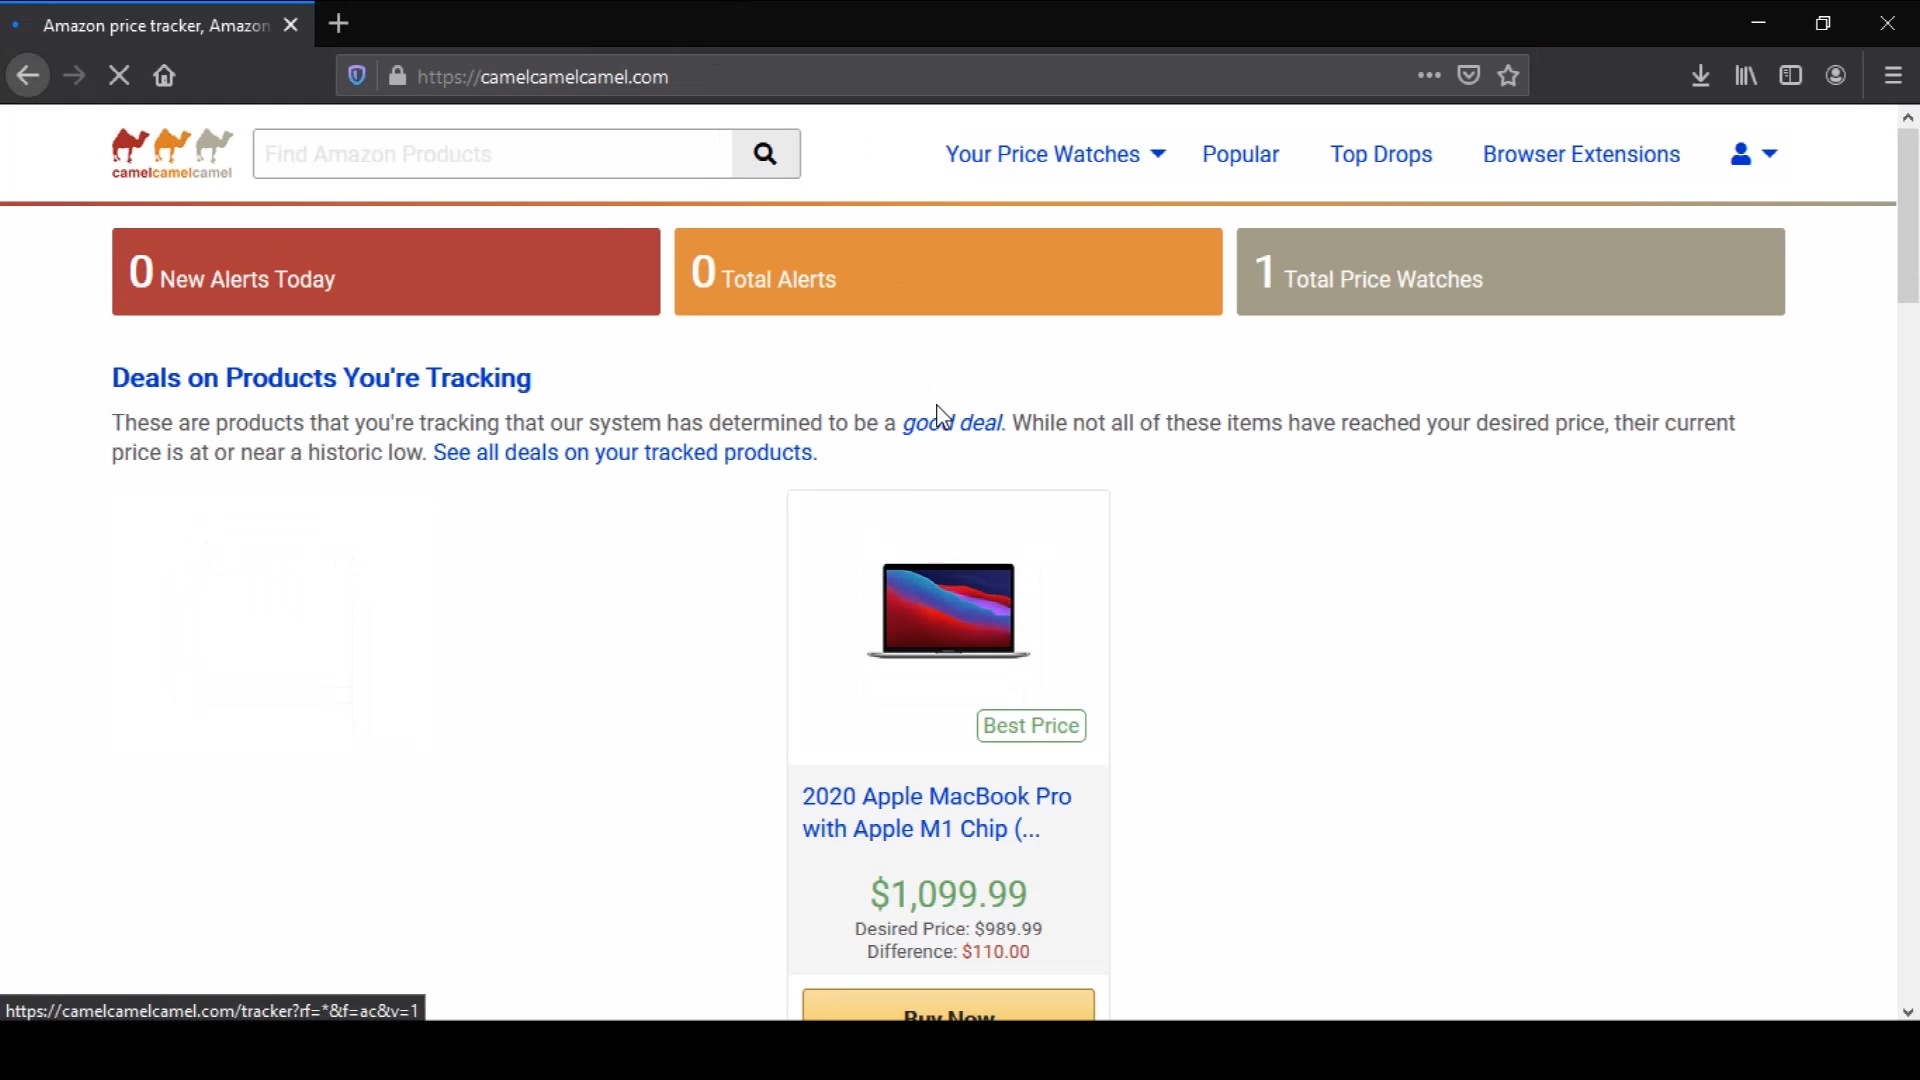 Amazon price tracker, Amazon
https://camelcamelcamel.com
camelcamelcamel
Find Amazon Products
Your Price Watches
Popular
Top Drops
Browser Extensions
0 New Alerts Today
0 Total Alerts
1 Total Price Watches
Deals on Products You're Tracking
These are products that you're tracking that our system has determined to be a good deal. While not all of these items have reached your desired price, their current
price is at or near a historic low. See all deals on your tracked products.
Best Price
2020 Apple MacBook Pro
with Apple M1 Chip (...
$1,099.99
Desired Price: $989.99
Difference: $110.00
Buy Now
https://camelcamelcamel.com/tracker?rf=*&f=ac&v=1